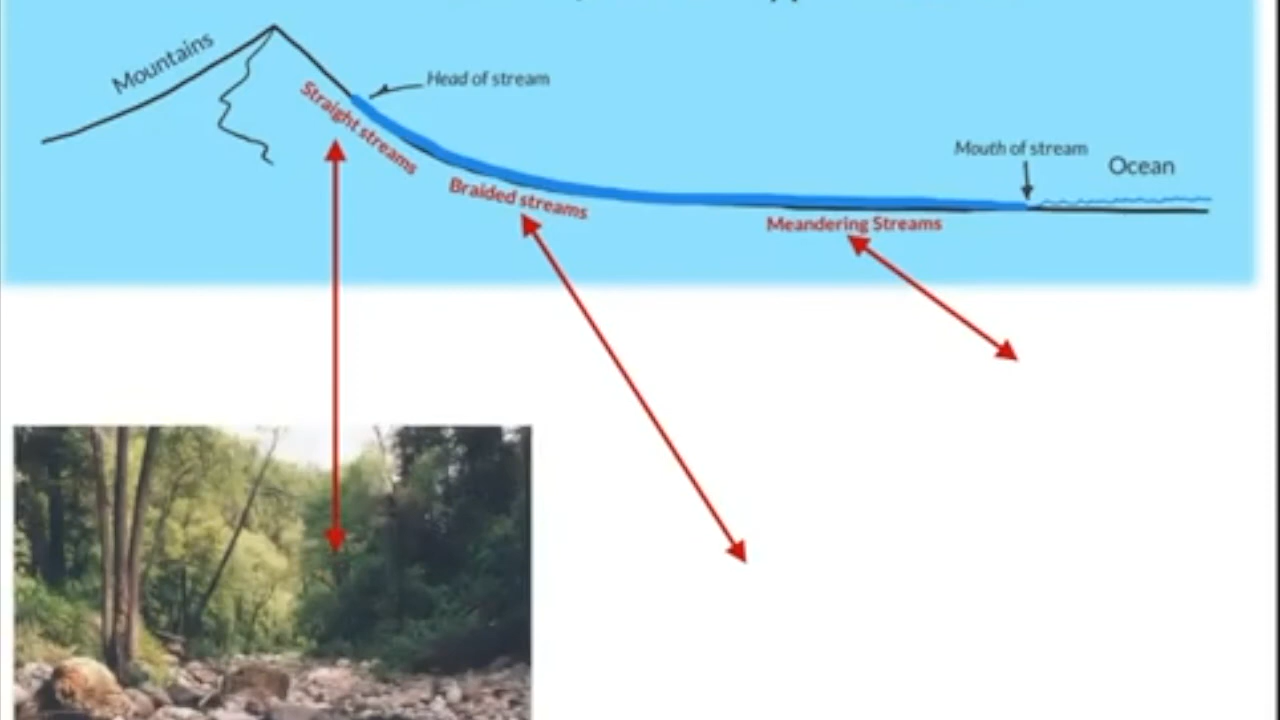 Mountains
Head of stream
Straight streams
Braided streams
Mouth of stream
Ocean
Meandering Streams